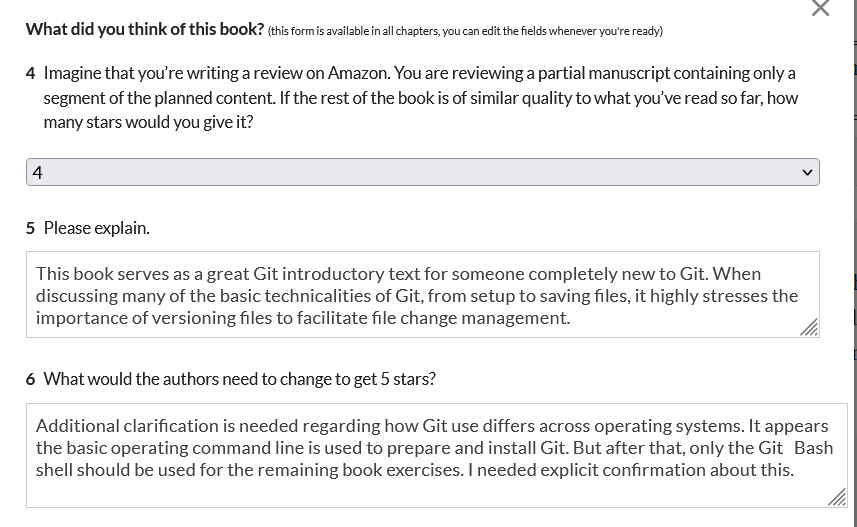 What did you think of this book? (this form is available in all chapters, you can edit the fields whenever you're ready)
4 Imagine that you're writing a review on Amazon. You are reviewing a partial manuscript containing only a
segment of the planned content. If the rest of the book is of similar quality to what you've read so far, how
many stars would you give it?
4
5 Please explain.
This book serves as a great Git introductory text for someone completely new to Git. When
discussing many of the basic technicalities of Git, from setup to saving files, it highly stresses the
importance of versioning files to facilitate file change management.
6 What would the authors need to change to get 5 stars?
Additional clarification is needed regarding how Git use differs across operating systems. It appears
the basic operating command line is used to prepare and install Git. But after that, only the Git  Bash
shell should be used for the remaining book exercises. I needed explicit confirmation about this.